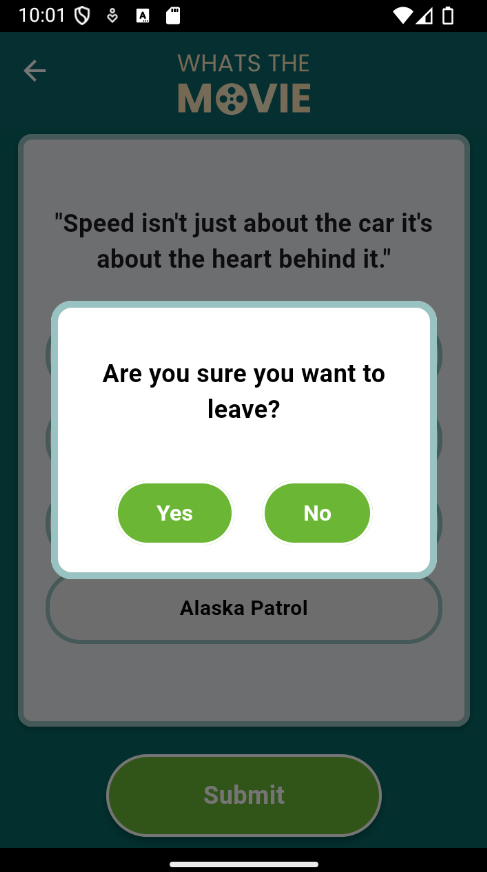 10:01
WHATS THE
MOVIE
"Speed isn't just about the car it's
about the heart behind it."
Are you sure you want to
leave?
Yes
No
Alaska Patrol
Submit